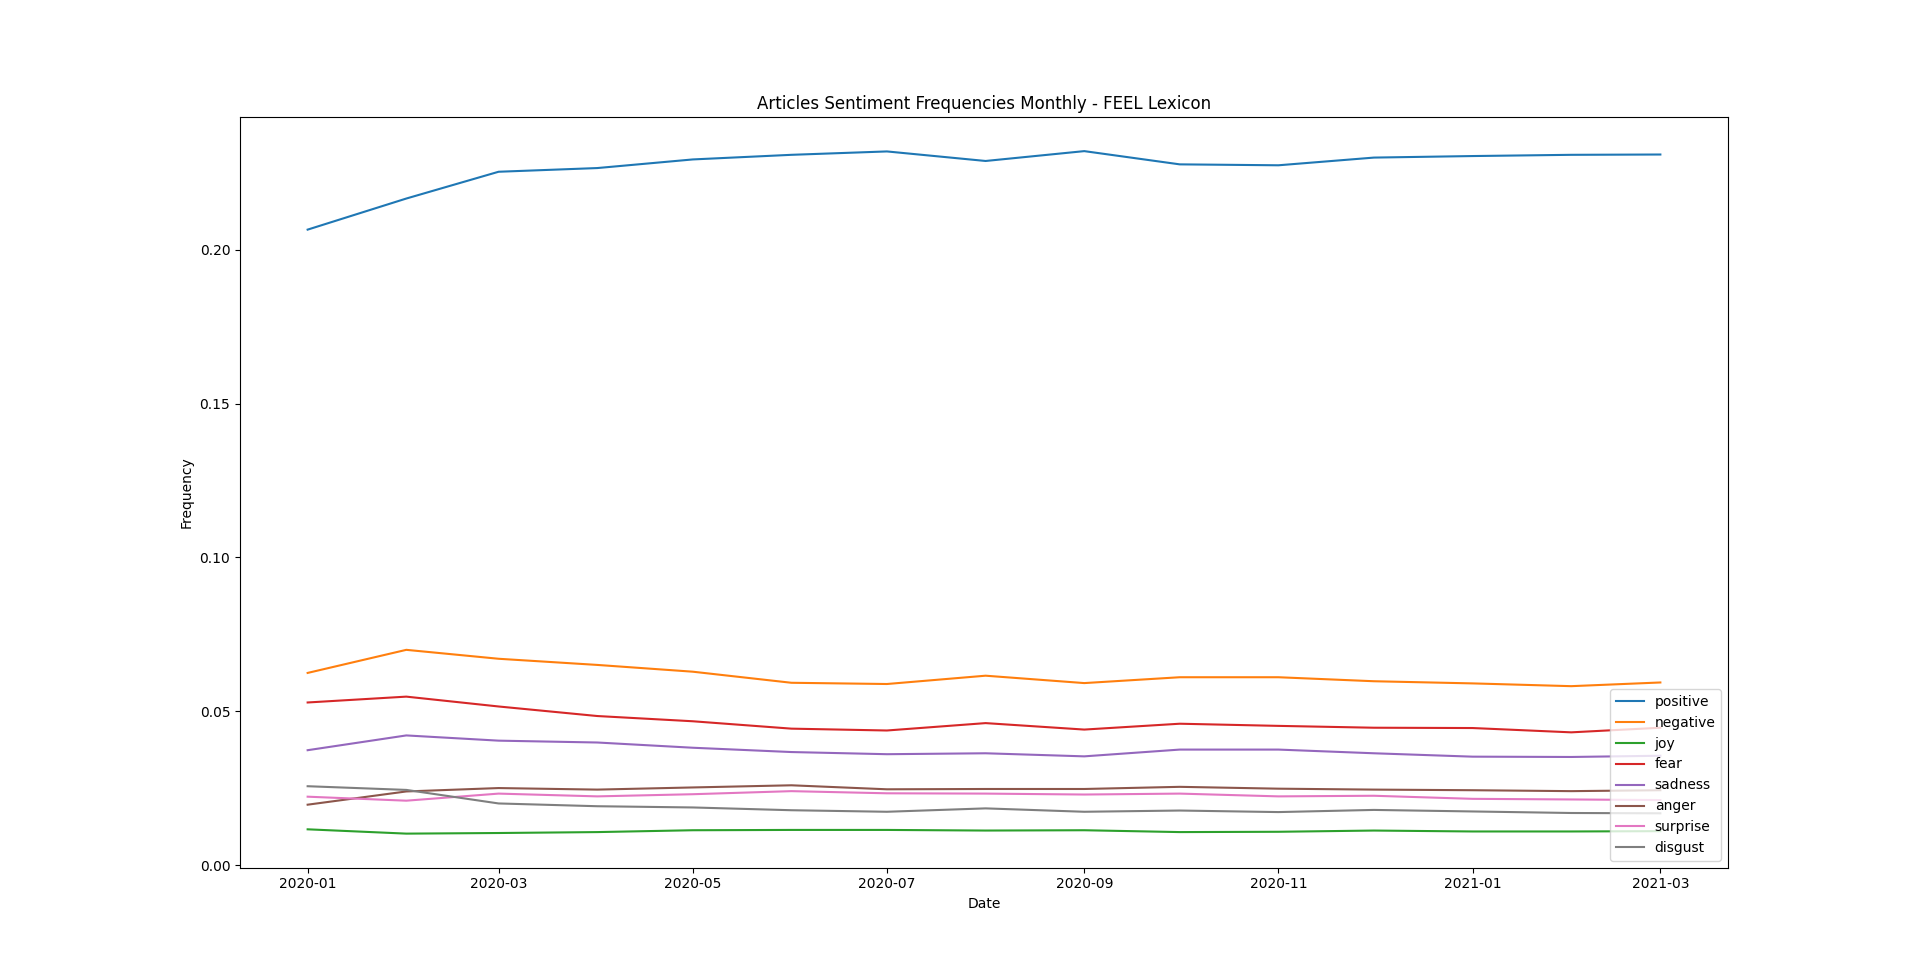 Articles Sentiment Frequencies Monthly - FEEL Lexicon
Frequency
0.20
0.15
0.10
0.05
0.00
positive
negative
joy
fear
sadness
anger
surprise
disgust
2020-01 2020-03 2020-05 2020-07 2020-09 2020-11 2021-01 2021-03
Date